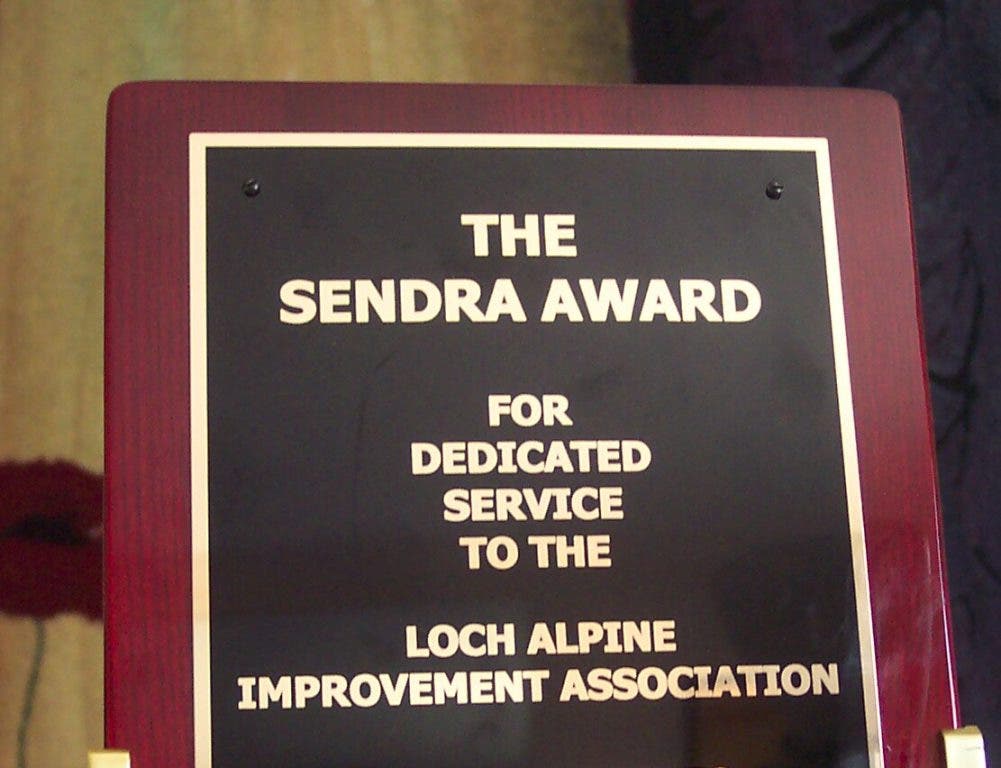 THE
SENDRA AWARD
FOR
DEDICATED
SERVICE
TO THE
LOCH ALPINE
IMPROVEMENT ASSOCIATION